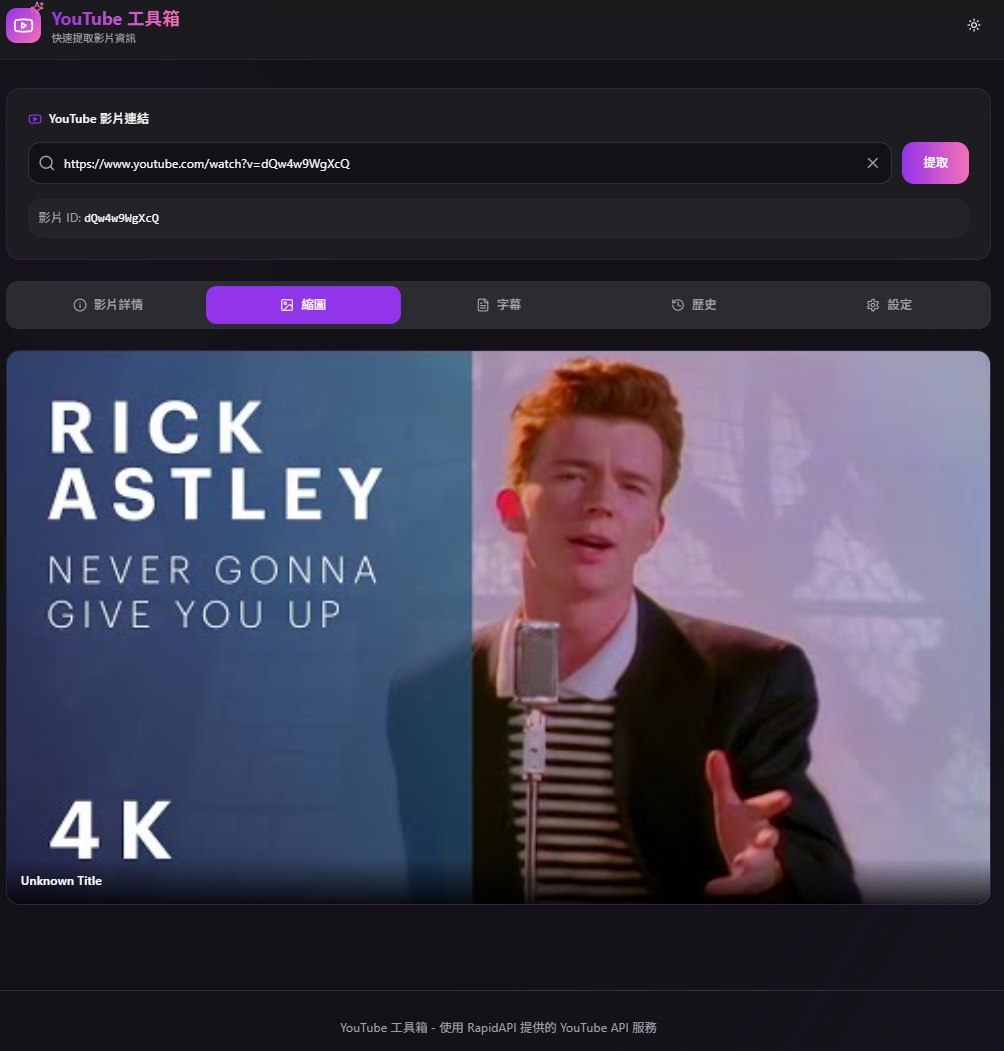 YouTube 工具箱
快速提取影片資訊
YouTube 影片連結
https://www.youtube.com/watch?v=dQw4w9WgXcQ
提取
影片 ID: dQw4w9WgXcQ
影片詳情
縮圖
字幕
歷史
設定
RICK
ASTLEY
NEVER GONNA
GIVE YOU UP
4K
Unknown Title
YouTube 工具箱 - 使用 RapidAPI 提供的 YouTube API 服務